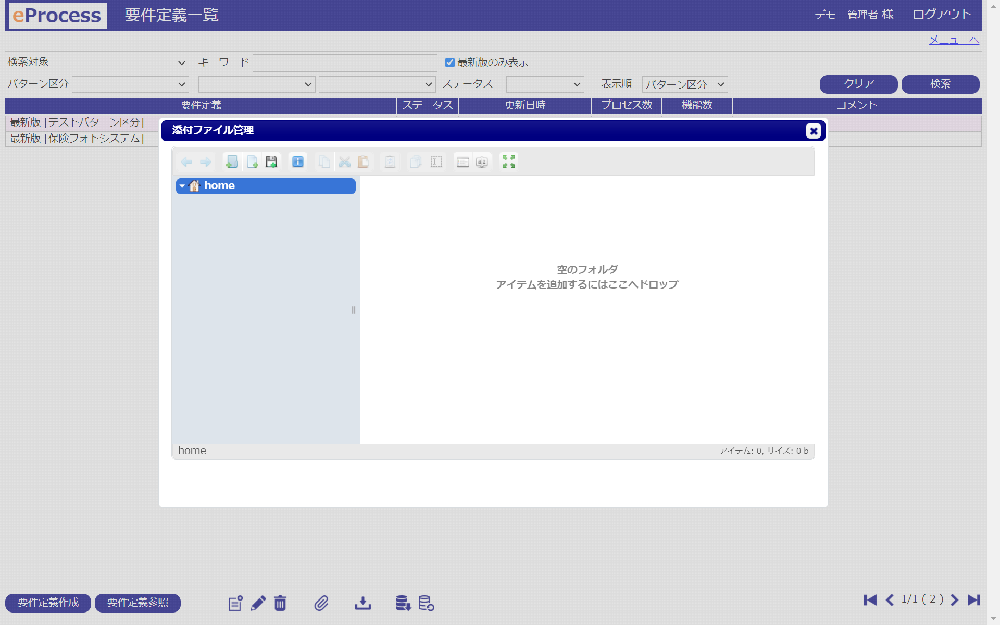 eProcess 要件定義一覧 デモ 管理者 様 ログアウト
メニューへ
検索対象 キーワード 最新版のみ表示
パターン区分 ステータス 表示順 パターン区分 クリア 検索
要件定義 ステータス 更新日時 プロセス数 機能数 コメント
最新版 [テストパターン区分]
最新版 [保険フォトシステム]
添付ファイル管理
home
空のフォルダ
アイテムを追加するにはここへドロップ
home アイテム: 0, サイズ: 0 b
要件定義作成 要件定義参照 1/1 ( 2 )